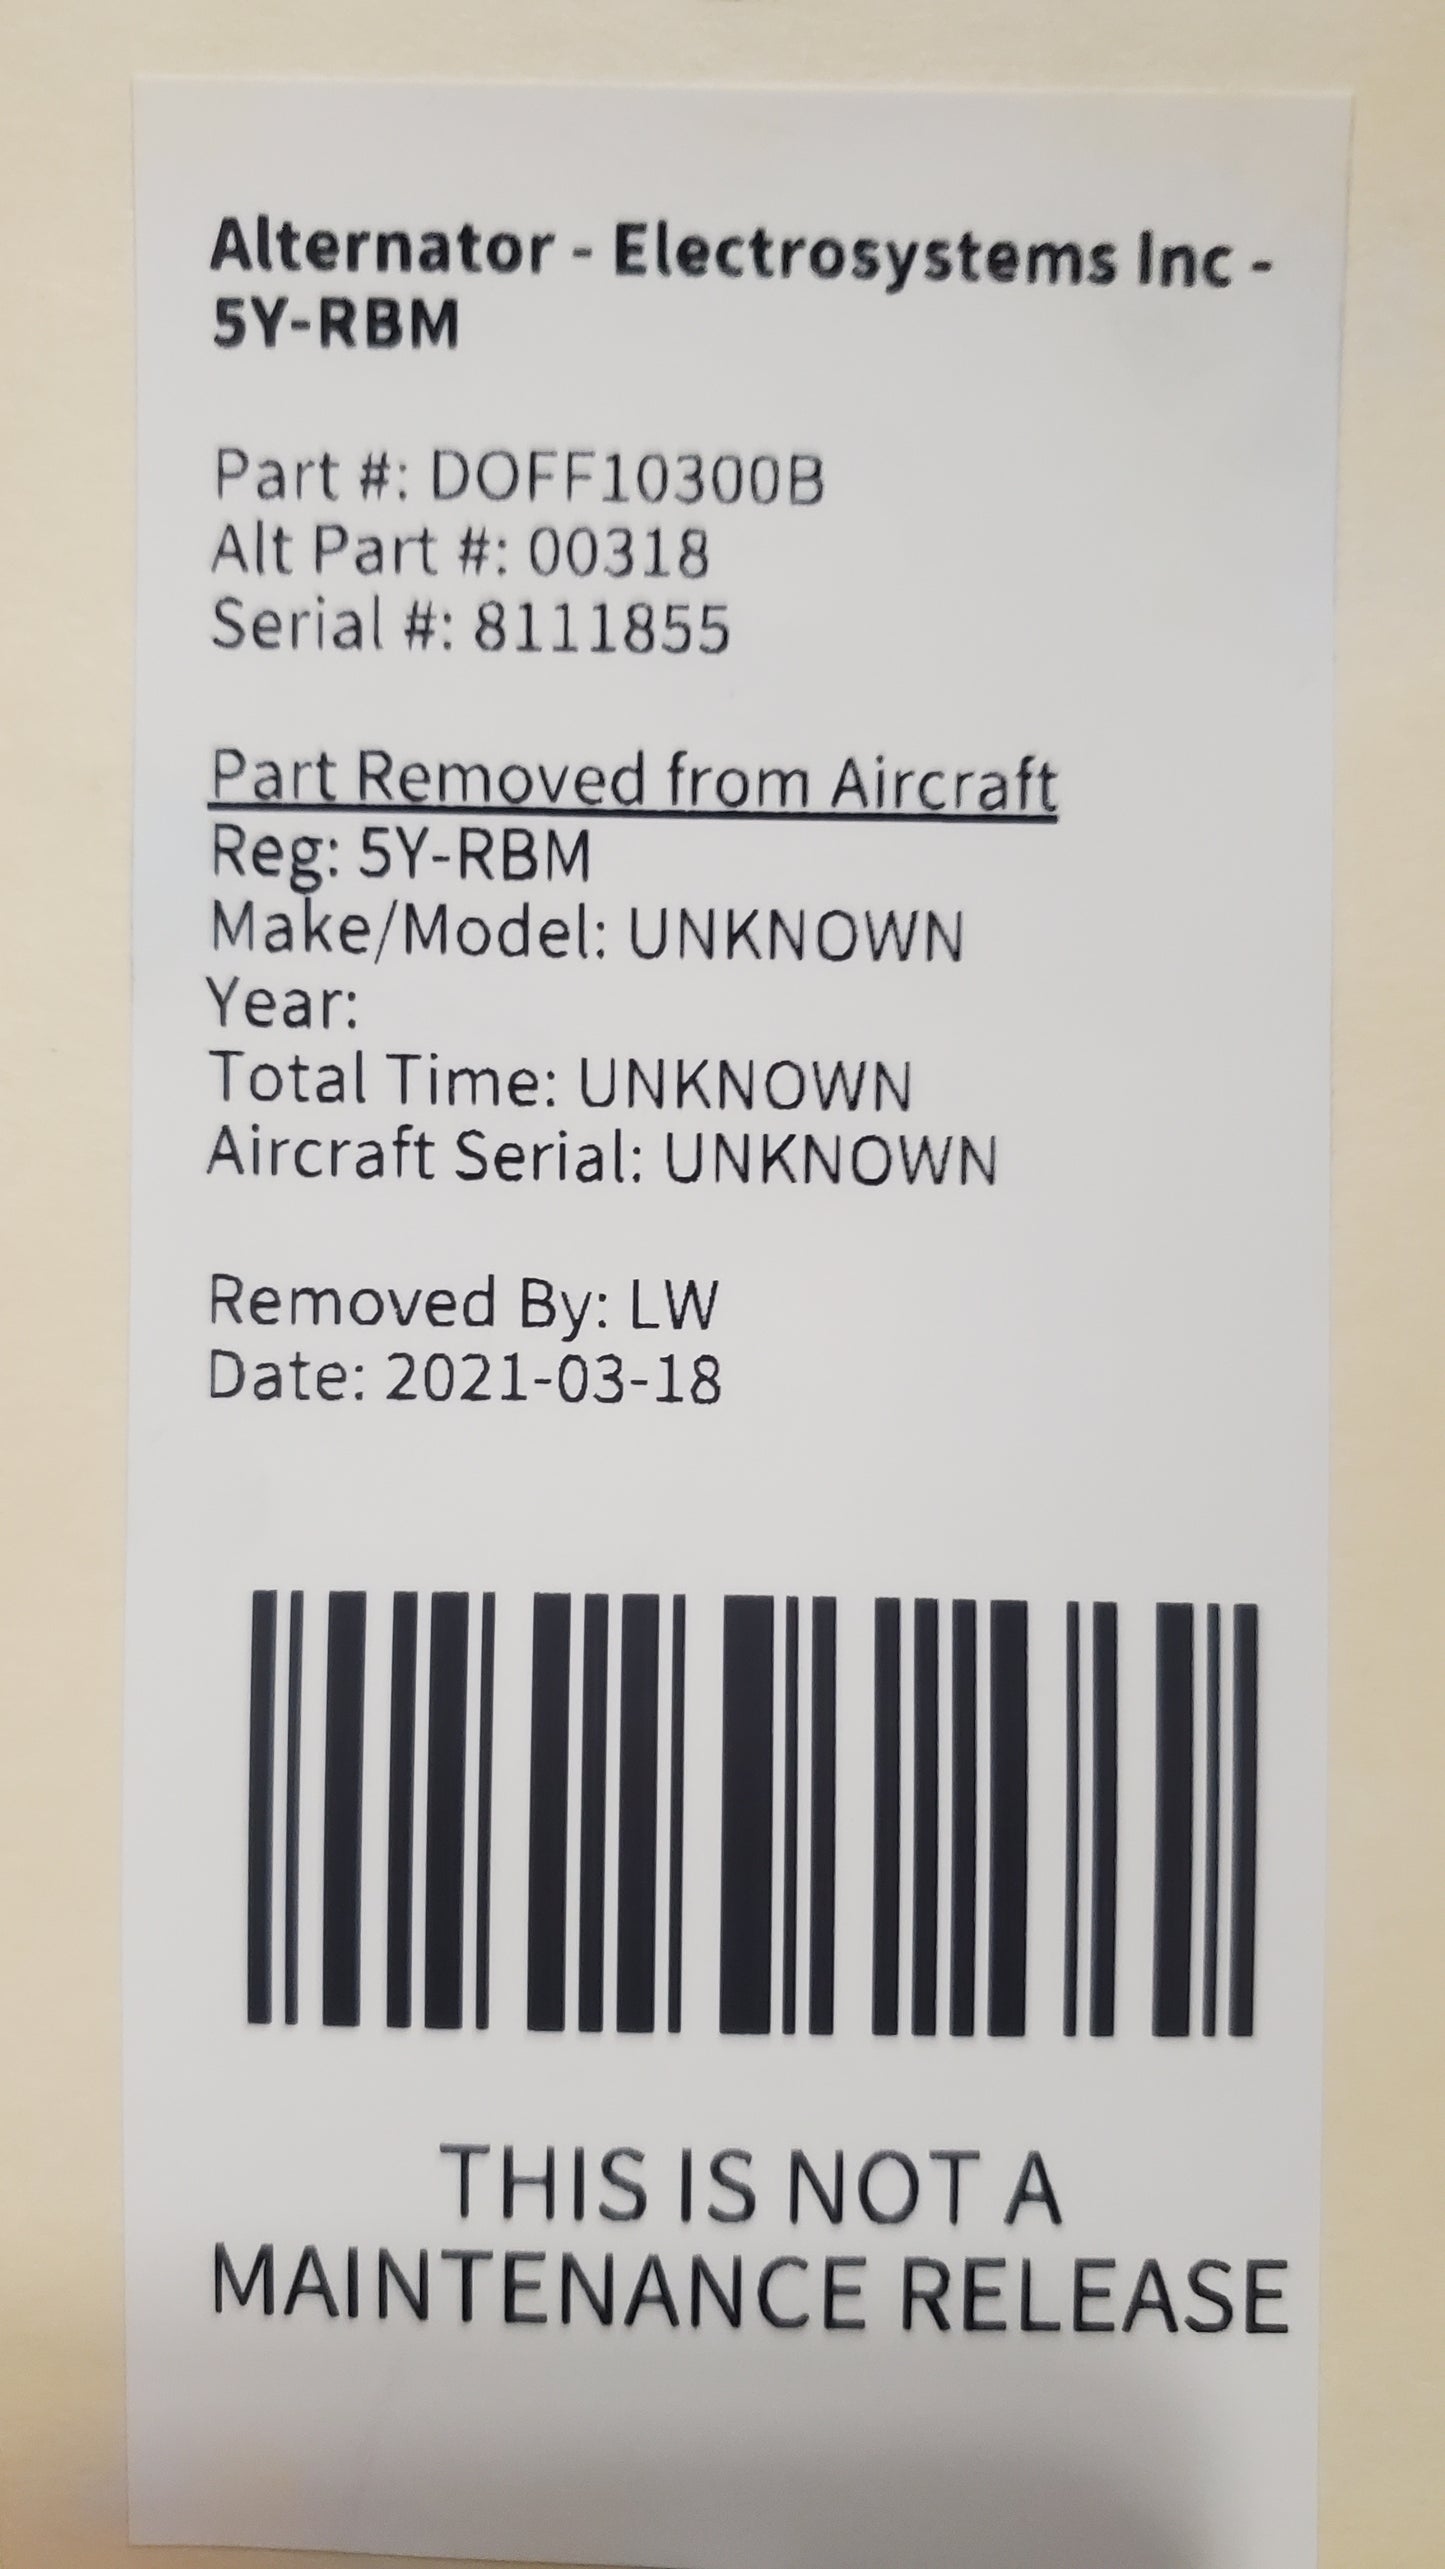 Alternator - Electrosystems Inc -
5Y-RBM
Part #: DOFF10300B
Alt Part #: 00318
Serial #: 8111855
Part Removed from Aircraft
Reg: 5Y-RBM
Make/Model: UNKNOWN
Year:
Total Time: UNKNOWN
Aircraft Serial: UNKNOWN
Removed By: LW
Date: 2021-03-18
THIS IS NOT A
MAINTENANCE RELEASE